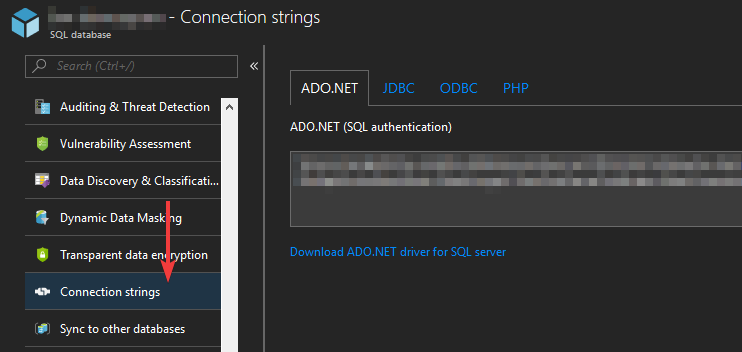 - Connection strings
SQL database
Search (Ctrl+/)
«
Auditing & Threat Detection
Vulnerability Assessment
Data Discovery & Classificati...
Dynamic Data Masking
Transparent data encryption
Connection strings
Sync to other databases
ADO.NET JDBC ODBC PHP
ADO.NET (SQL authentication)
Download ADO.NET driver for SQL server